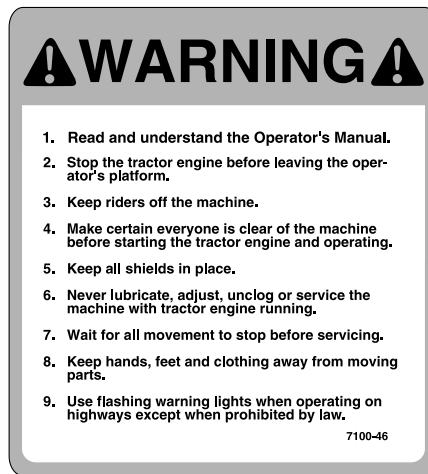 WARNING
1. Read and understand the Operator's Manual.
2. Stop the tractor engine before leaving the oper-
ator's platform.
3. Keep riders off the machine.
4. Make certain everyone is clear of the machine
before starting the tractor engine and operating.
5. Keep all shields in place.
6. Never lubricate, adjust, unclog or service the
machine with tractor engine running.
7. Wait for all movement to stop before servicing.
8. Keep hands, feet and clothing away from moving
parts.
9. Use flashing warning lights when operating on
highways except when prohibited by law.
7100-46